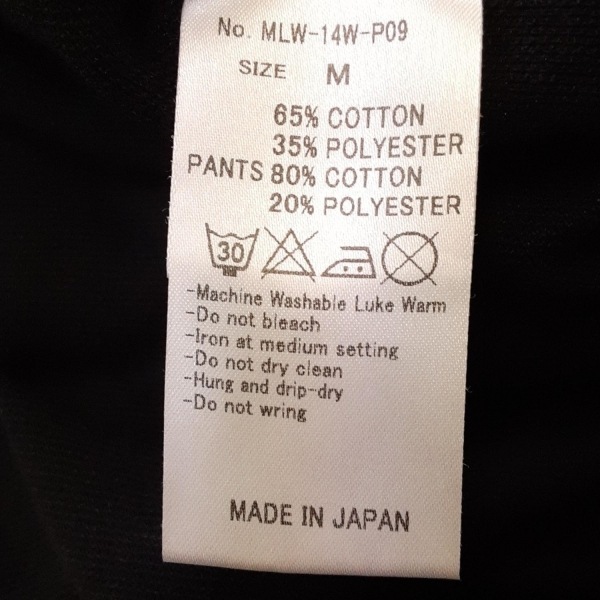 No. MLW-14W-P09
SIZE M
65% COTTON
35% POLYESTER
PANTS 80% COTTON
20% POLYESTER
30
-Machine Washable Luke Warm
-Do not bleach
-Iron at medium setting
-Do not dry clean
-Hung and drip-dry
-Do not wring
MADE IN JAPAN